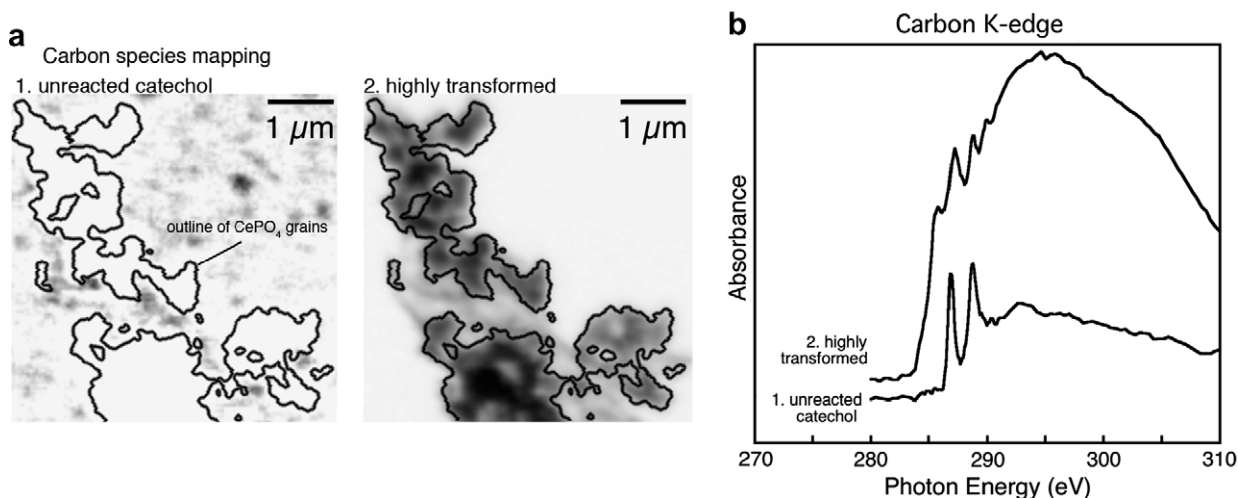 a
Carbon species mapping
1. unreacted catechol
1 µm
outline of CePO₄ grains
2. highly transformed
1 µm
b
Carbon K-edge
Absorbance
2. highly
transformed
1. unreacted
catechol
270
280
290
300
310
Photon Energy (eV)